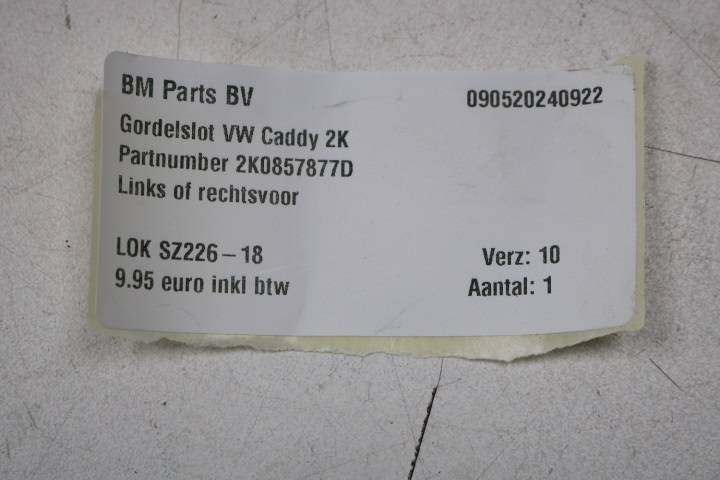 BM Parts BV
090520240922
Gordelslot VW Caddy 2K
Partnumber 2K0857877D
Links of rechtsvoor
LOK SZ226-18
Verz: 10
9.95 euro inkl btw
Aantal: 1